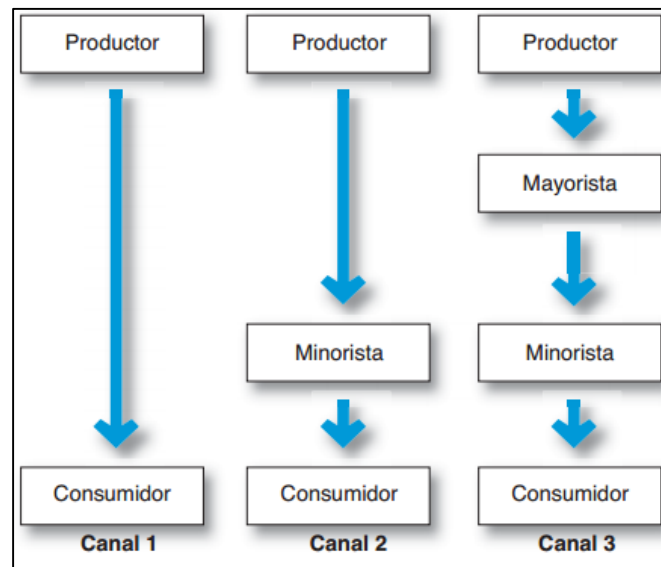 Productor
Productor
Productor
Mayorista
Minorista
Minorista
Consumidor
Consumidor
Consumidor
Canal 1
Canal 2
Canal 3